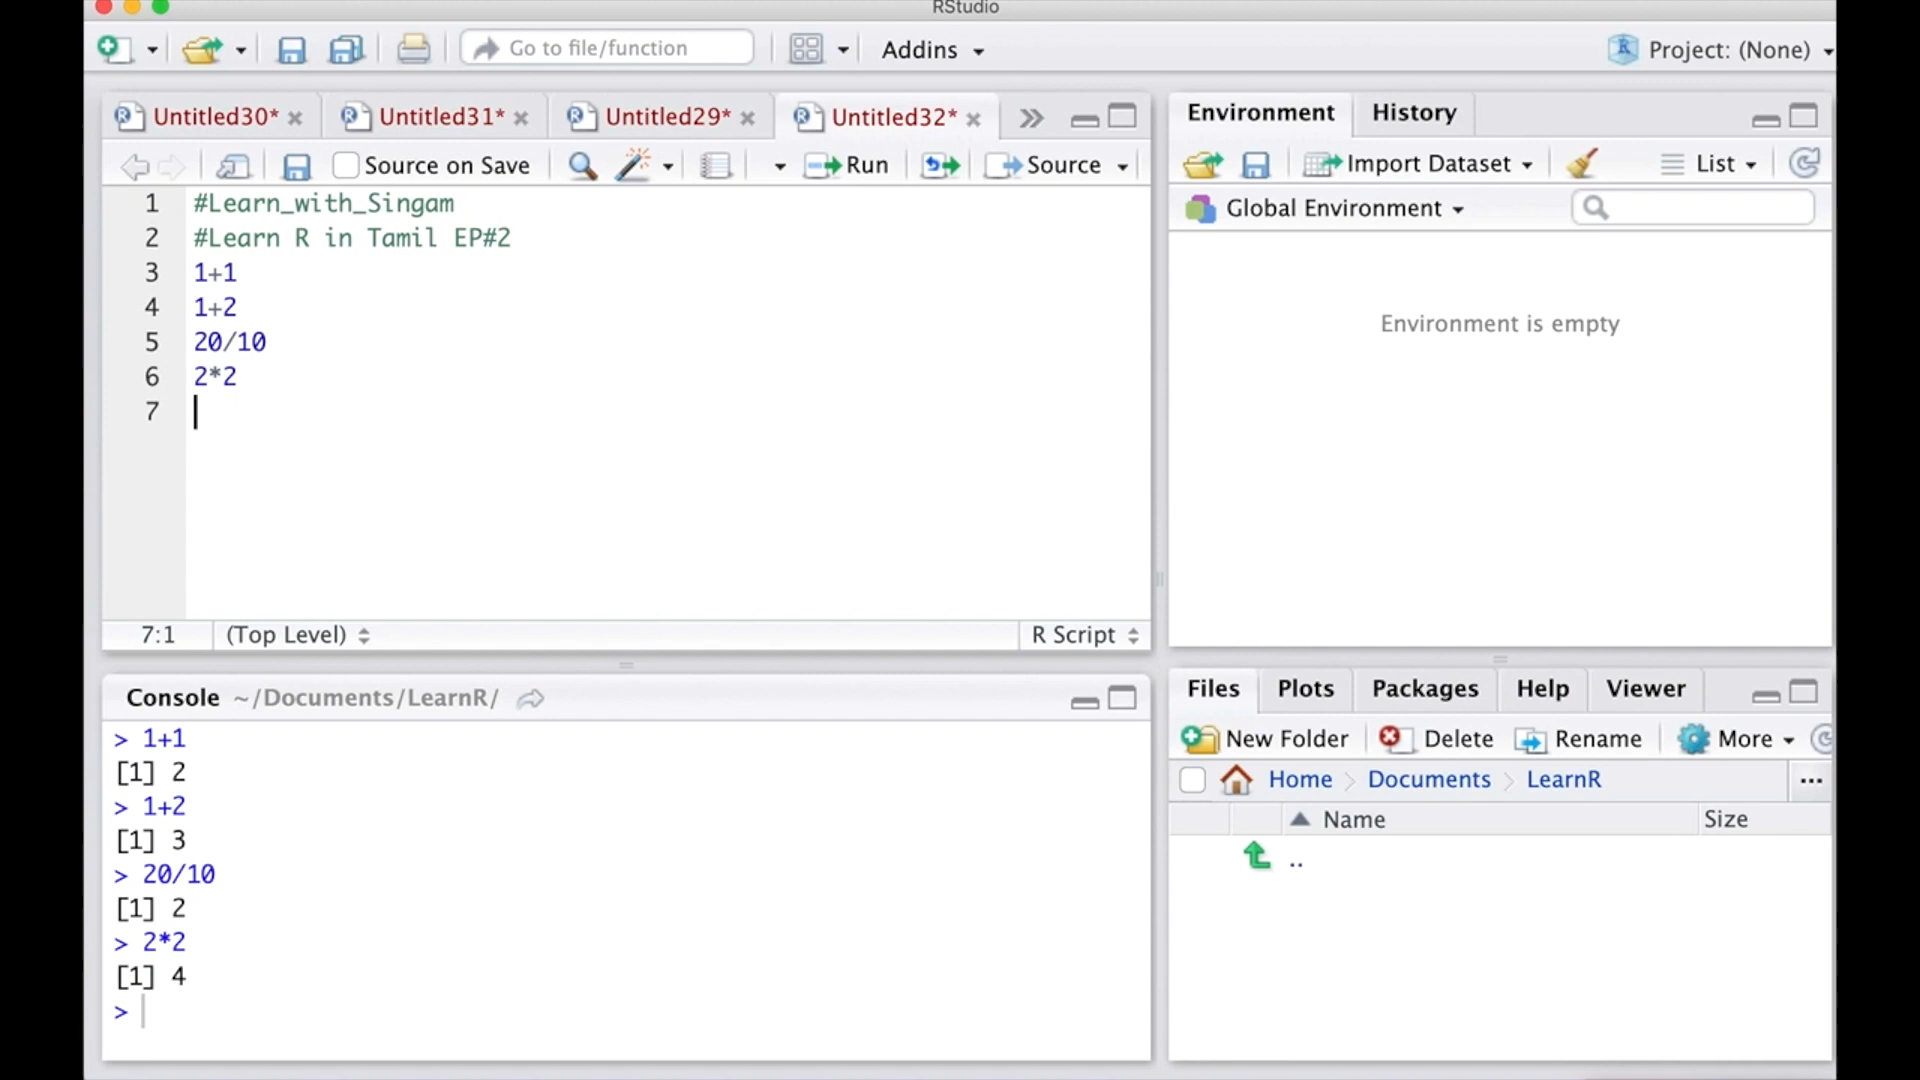 RStudio
Go to file/function
Addins
Project: (None)
Untitled30*
Untitled31*
Untitled29*
Untitled32*
Source on Save
Run
Source
1 #Learn_with_Singam
2 #Learn R in Tamil EP#2
3 1+1
4 1+2
5 20/10
6 2*2
7
7:1 (Top Level) R Script
Console ~/Documents/LearnR/
> 1+1
[1] 2
> 1+2
[1] 3
> 20/10
[1] 2
> 2*2
[1] 4
>
Environment History
Import Dataset List
Global Environment
Environment is empty
Files Plots Packages Help Viewer
New Folder Delete Rename More
Home Documents LearnR ...
Name Size
..